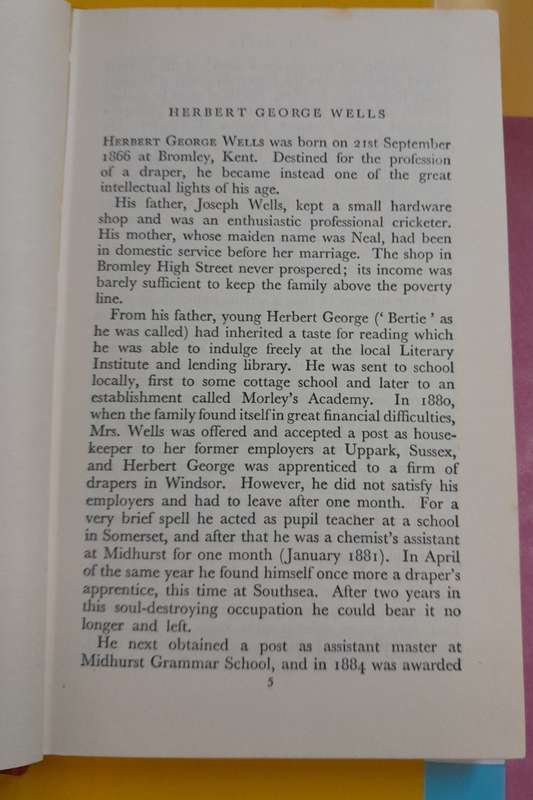 HERBERT GEORGE WELLS
HERBERT GEORGE WELLS was born on 21st September
1866 at Bromley, Kent. Destined for the profession
of a draper, he became instead one of the great
intellectual lights of his age.
His father, Joseph Wells, kept a small hardware
shop and was an enthusiastic professional cricketer.
His mother, whose maiden name was Neal, had been
in domestic service before her marriage. The shop in
Bromley High Street never prospered; its income was
barely sufficient to keep the family above the poverty
line.
From his father, young Herbert George (‘ Bertie ’ as
he was called) had inherited a taste for reading which
he was able to indulge freely at the local Literary
Institute and lending library. He was sent to school
locally, first to some cottage school and later to an
establishment called Morley's Academy. In 1880,
when the family found itself in great financial difficulties,
Mrs. Wells was offered and accepted a post as house-
keeper to her former employers at Uppark, Sussex,
and Herbert George was apprenticed to a firm of
drapers in Windsor. However, he did not satisfy his
employers and had to leave after one month. For a
very brief spell he acted as pupil teacher at a school
in Somerset, and after that he was a chemist's assistant
at Midhurst for one month (January 1881). In April
of the same year he found himself once more a draper's
apprentice, this time at Southsea. After two years in
this soul-destroying occupation he could bear it no
longer and left.
He next obtained a post as assistant master at
Midhurst Grammar School, and in 1884 was awarded
5